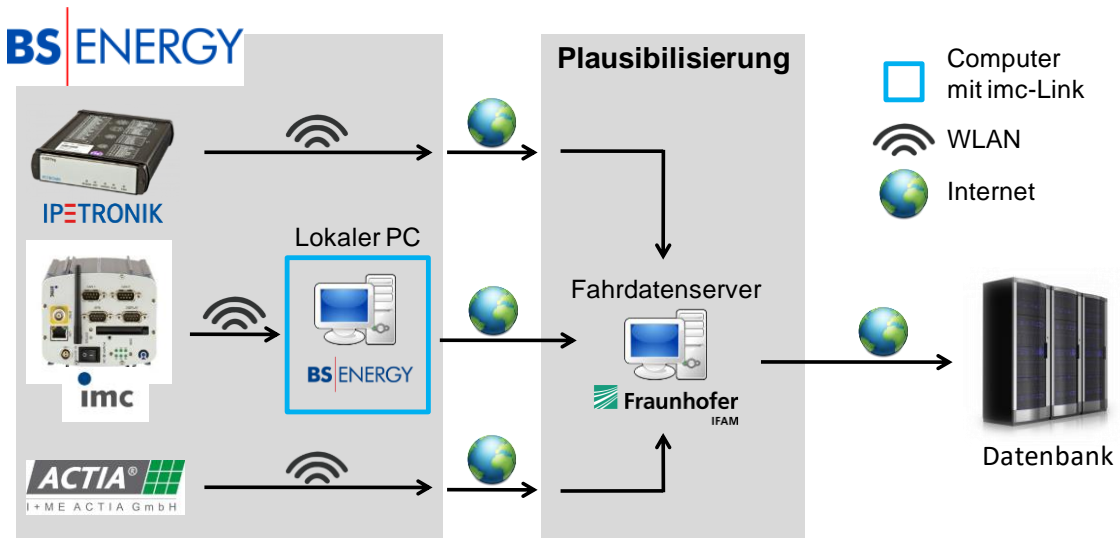 BS ENERGY
Plausibilisierung
Computer
mit imc-Link
WLAN
Internet
IPETRONIK
Lokaler PC
BS ENERGY
imc
Fahrdatenserver
Fraunhofer
IFAM
Datenbank
ACTIA®
I+ME ACTIA GmbH